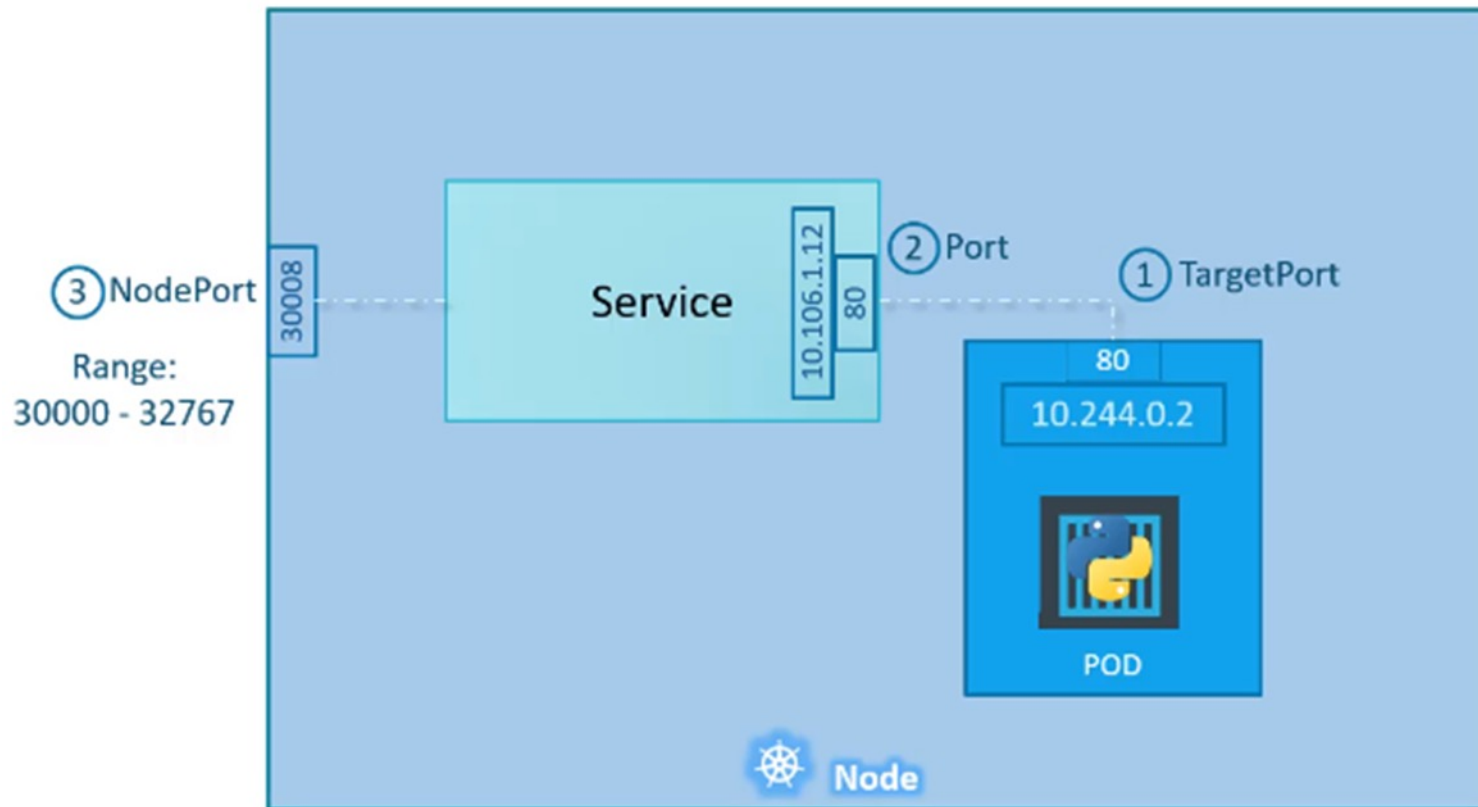 3 NodePort
Range:
30000 - 32767
30008
Service
10.106.1.12
80
2 Port
1 TargetPort
80
10.244.0.2
POD
Node